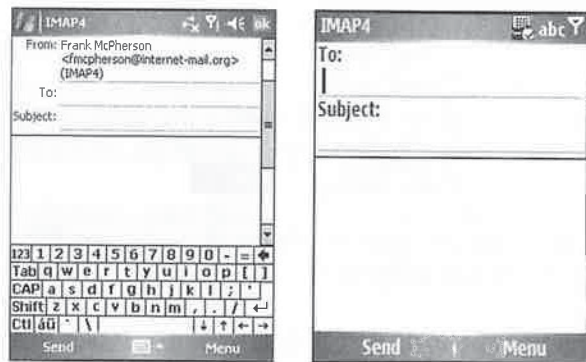 IMAP4 ok
From: Frank McPherson
<fmcpherson@internet-mail.org>
(IMAP4)
To:
Subject:
123 1 2 3 4 5 6 7 8 9 0 - =
Tab q w e r t y u i o p [ ]
CAP a s d f g h j k l ; '
Shift z x c v b n m , . /
Ctl áü ` \
Send Menu
IMAP4 abc
To:
Subject:
Send Menu